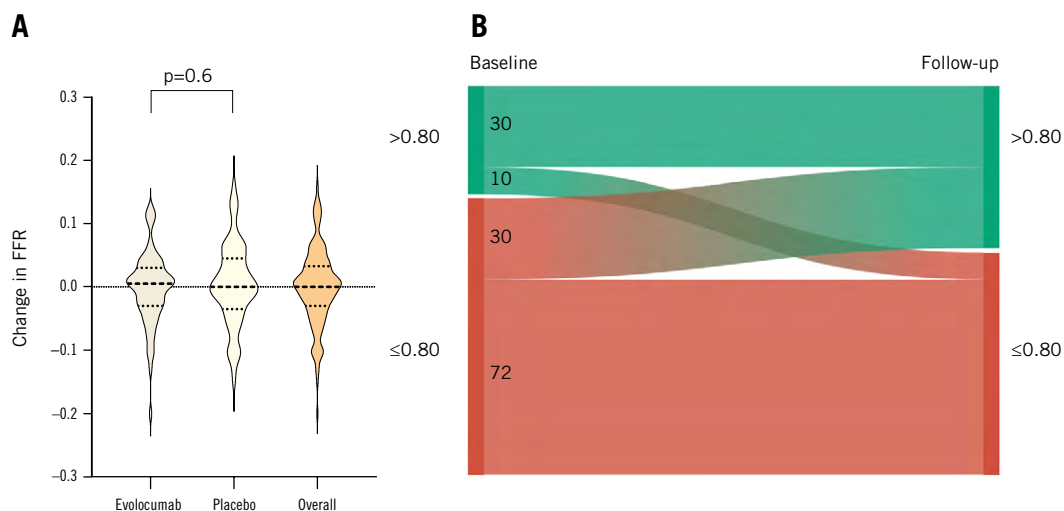 A
p=0.6
0.3
0.2
0.1
0.0
−0.1
−0.2
−0.3
Change in FFR
Evolocumab
Placebo
Overall
B
Baseline
Follow-up
>0.80
30
>0.80
10
30
≤0.80
72
≤0.80